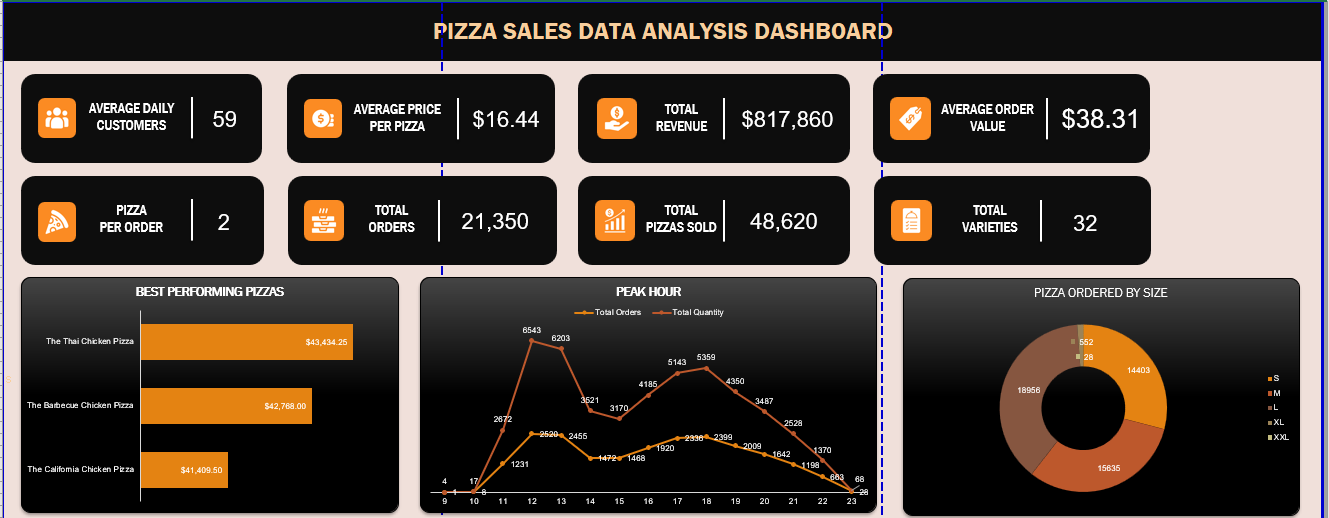 PIZZA SALES DATA ANALYSIS DASHBOARD
AVERAGE DAILY
CUSTOMERS
59
AVERAGE PRICE
PER PIZZA
$16.44
TOTAL
REVENUE
$817,860
AVERAGE ORDER
VALUE
$38.31
PIZZA
PER ORDER
2
TOTAL
ORDERS
21,350
TOTAL
PIZZAS SOLD
48,620
TOTAL
VARIETIES
32
BEST PERFORMING PIZZAS
The Thai Chicken Pizza
$43,434.25
The Barbecue Chicken Pizza
$42,768.00
The California Chicken Pizza
$41,409.50
PEAK HOUR
Total Orders
Total Quantity
4
17
2672
6543
6203
3521
3170
4185
5143
5359
4350
3487
2528
1370
68
1
8
1231
2520
2455
1472
1468
1920
2336
2399
2009
1642
1198
663
28
9 10 11 12 13 14 15 16 17 18 19 20 21 22 23
PIZZA ORDERED BY SIZE
552
28
14403
18956
15635
S
M
L
XL
XXL